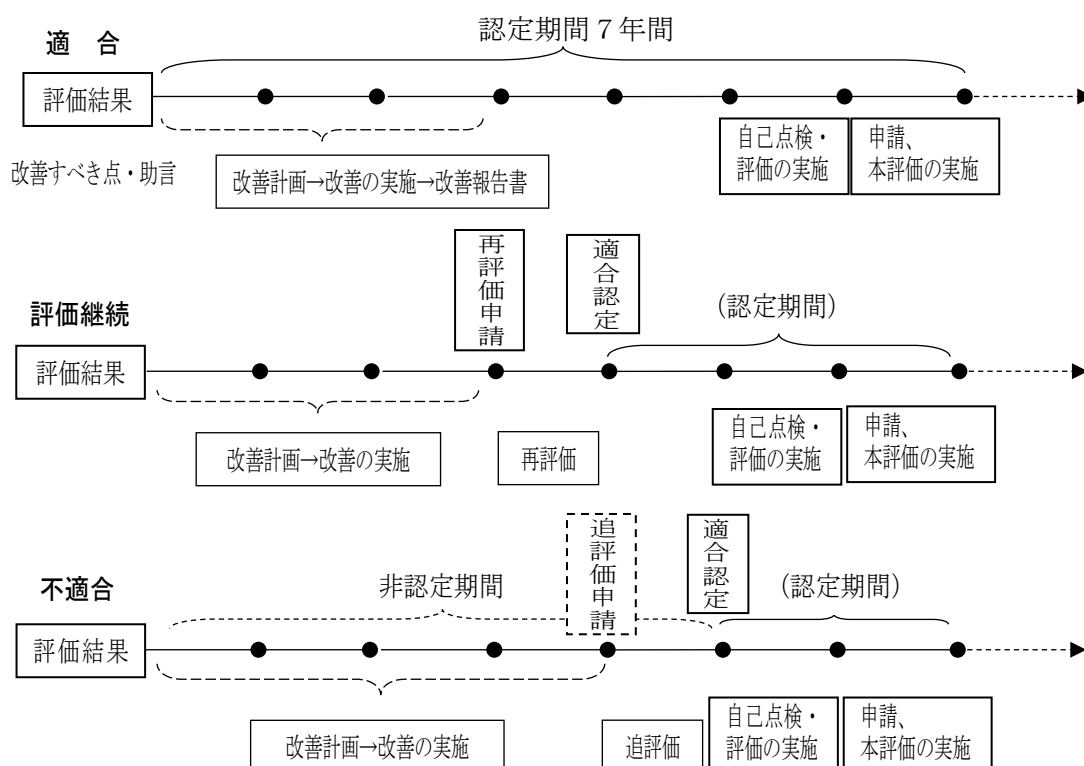 適　合
認定期間７年間
評価結果
改善すべき点・助言
改善計画→改善の実施→改善報告書
自己点検・
評価の実施
申請、
本評価の実施
評価継続
再評価申請
適合認定
(認定期間)
評価結果
改善計画→改善の実施
再評価
自己点検・
評価の実施
申請、
本評価の実施
不適合
非認定期間
追評価申請
適合認定
(認定期間)
評価結果
改善計画→改善の実施
追評価
自己点検・
評価の実施
申請、
本評価の実施